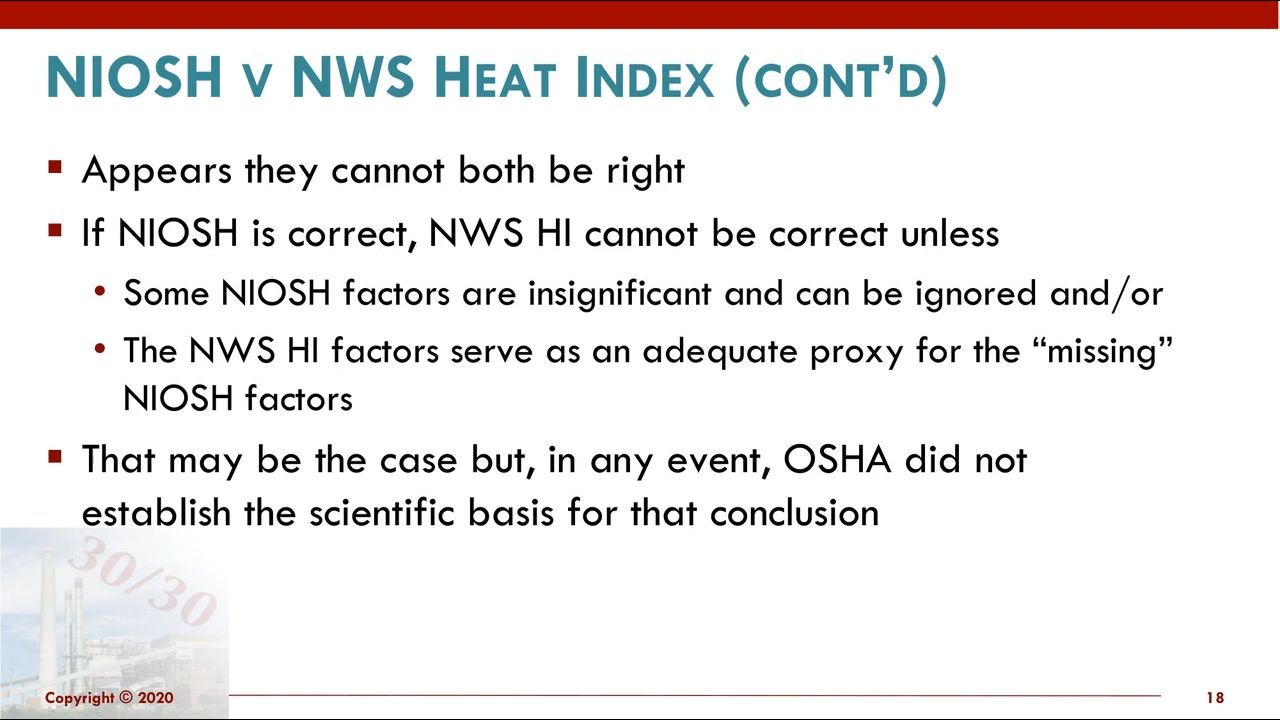 NIOSH V NWS HEAT INDEX (CONT’D)
▪ Appears they cannot both be right
▪ If NIOSH is correct, NWS HI cannot be correct unless
• Some NIOSH factors are insignificant and can be ignored and/or
• The NWS HI factors serve as an adequate proxy for the “missing”
NIOSH factors
▪ That may be the case but, in any event, OSHA did not
establish the scientific basis for that conclusion
30/30
Copyright © 2020
18